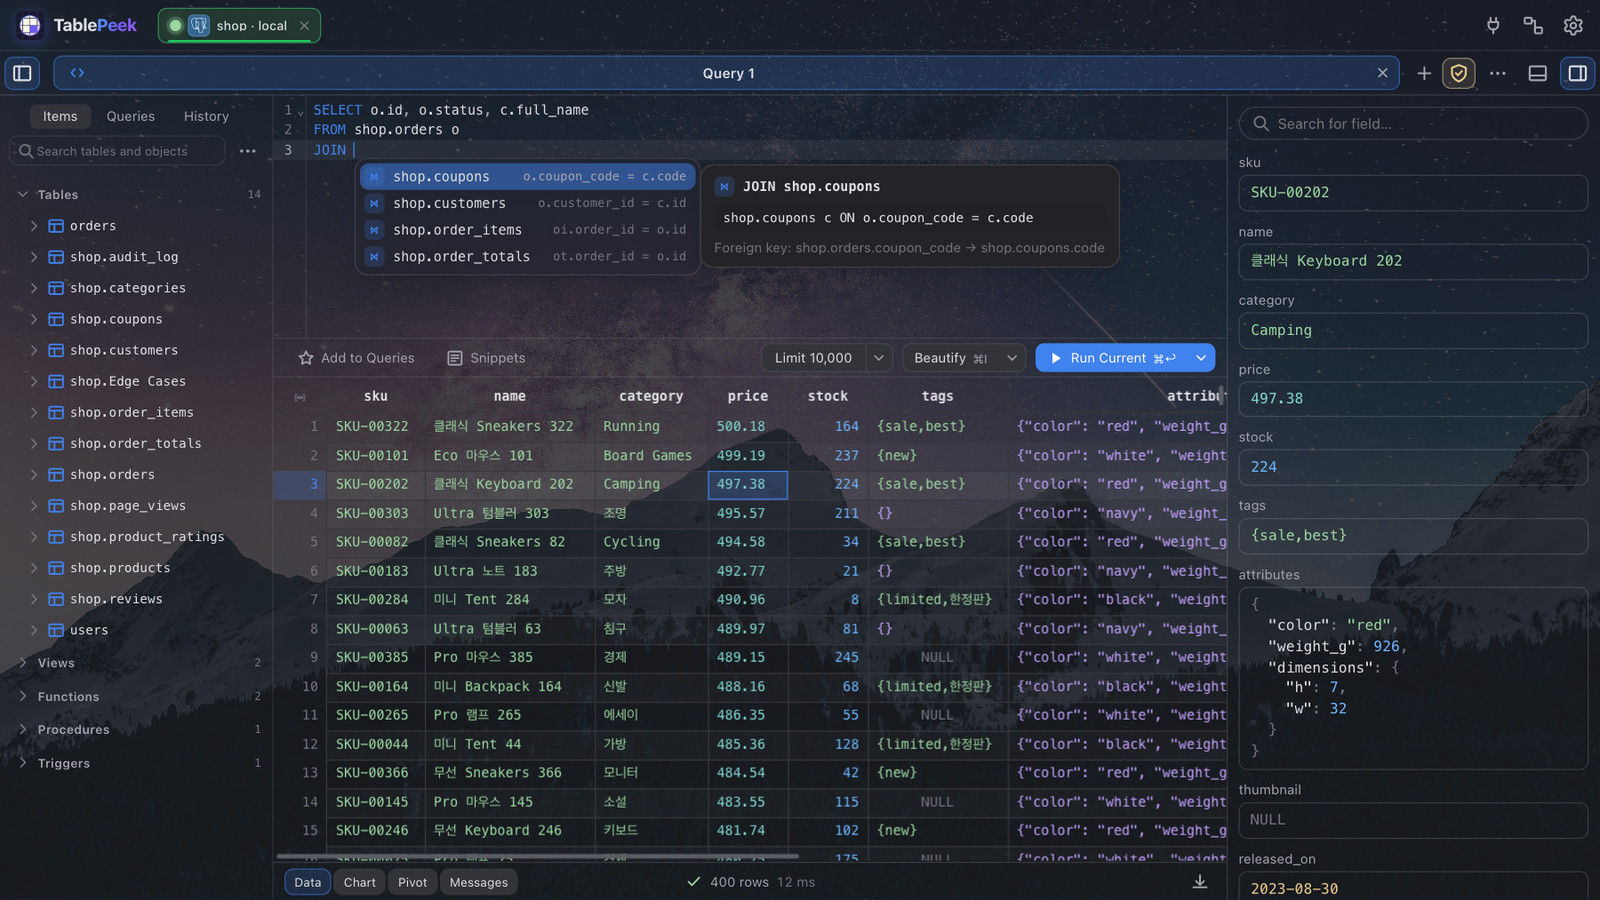 TablePeek
shop · local
Query 1
Items Queries History
Search tables and objects
Tables 14
orders
shop.audit_log
shop.categories
shop.coupons
shop.customers
shop.Edge Cases
shop.order_items
shop.order_totals
shop.orders
shop.page_views
shop.product_ratings
shop.products
shop.reviews
users
Views 2
Functions 2
Procedures 1
Triggers 1
1 SELECT o.id, o.status, c.full_name
2 FROM shop.orders o
3 JOIN
shop.coupons o.coupon_code = c.code
shop.customers o.customer_id = c.id
shop.order_items oi.order_id = o.id
shop.order_totals ot.order_id = o.id
JOIN shop.coupons
shop.coupons c ON o.coupon_code = c.code
Foreign key: shop.orders.coupon_code → shop.coupons.code
Add to Queries Snippets Limit 10,000 Beautify ⌘I Run Current ⌘↩
sku name category price stock tags attribu
1 SKU-00322 클래식 Sneakers 322 Running 500.18 164 {sale,best} {"color": "red", "weight_g
2 SKU-00101 Eco 마우스 101 Board Games 499.19 237 {new} {"color": "white", "weight
3 SKU-00202 클래식 Keyboard 202 Camping 497.38 224 {sale,best} {"color": "red", "weight_g
4 SKU-00303 Ultra 텀블러 303 조명 495.57 211 {} {"color": "navy", "weight_
5 SKU-00082 클래식 Sneakers 82 Cycling 494.58 34 {sale,best} {"color": "red", "weight_g
6 SKU-00183 Ultra 노트 183 주방 492.77 21 {} {"color": "navy", "weight_
7 SKU-00284 미니 Tent 284 모자 490.96 8 {limited,한정판} {"color": "black", "weight
8 SKU-00063 Ultra 텀블러 63 침구 489.97 81 {} {"color": "navy", "weight_
9 SKU-00385 Pro 마우스 385 경제 489.15 245 NULL {"color": "white", "weight
10 SKU-00164 미니 Backpack 164 신발 488.16 68 {limited,한정판} {"color": "black", "weight
11 SKU-00265 Pro 램프 265 에세이 486.35 55 NULL {"color": "white", "weight
12 SKU-00044 미니 Tent 44 가방 485.36 128 {limited,한정판} {"color": "black", "weight
13 SKU-00366 무선 Sneakers 366 모니터 484.54 42 {new} {"color": "red", "weight_g
14 SKU-00145 Pro 마우스 145 소설 483.55 115 NULL {"color": "white", "weight
15 SKU-00246 무선 Keyboard 246 키보드 481.74 102 {new} {"color": "red", "weight_g
175 NULL {"color": "white", "weight
Data Chart Pivot Messages 400 rows 12 ms
Search for field...
sku
SKU-00202
name
클래식 Keyboard 202
category
Camping
price
497.38
stock
224
tags
{sale,best}
attributes
{
"color": "red",
"weight_g": 926,
"dimensions": {
"h": 7,
"w": 32
}
}
thumbnail
NULL
released_on
2023-08-30